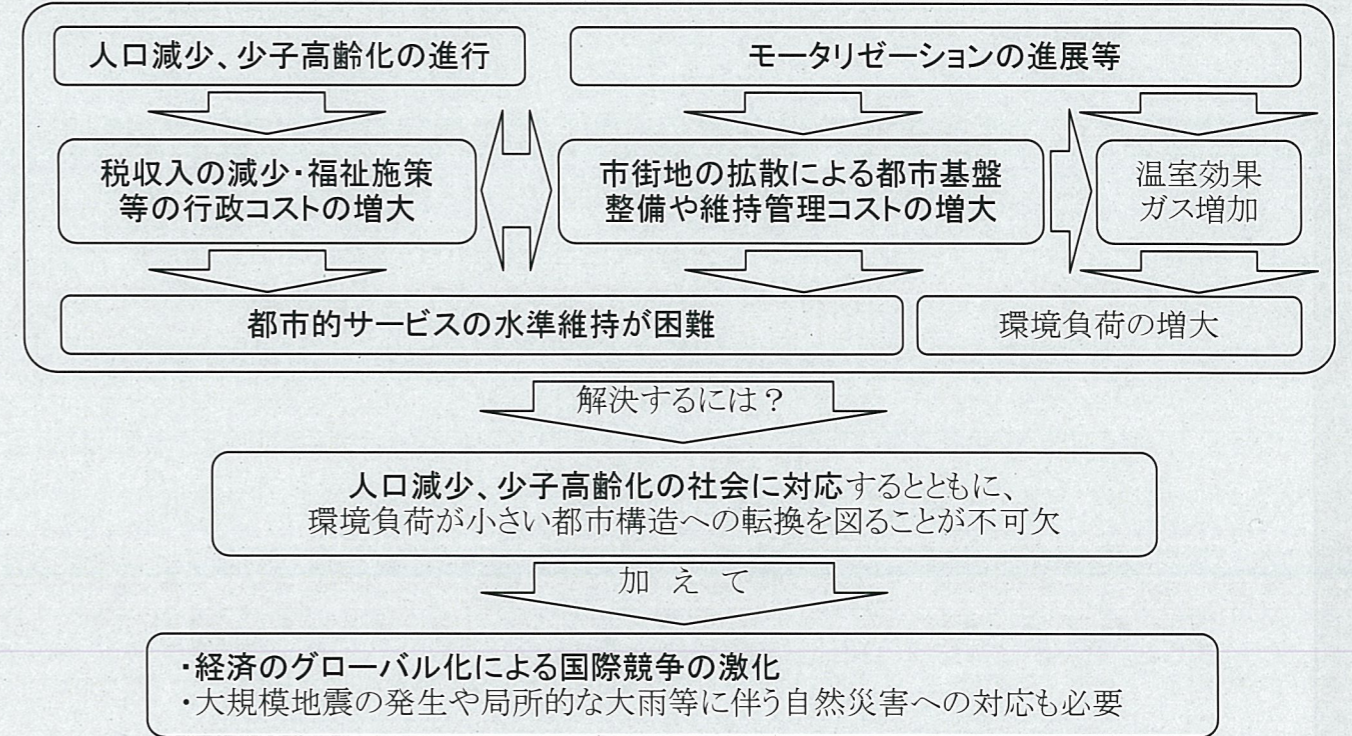 人口減少、少子高齢化の進行
モータリゼーションの進展等
税収入の減少・福祉施策
等の行政コストの増大
市街地の拡散による都市基盤
整備や維持管理コストの増大
温室効果
ガス増加
都市的サービスの水準維持が困難
環境負荷の増大
解決するには？
人口減少、少子高齢化の社会に対応するとともに、
環境負荷が小さい都市構造への転換を図ることが不可欠
加 え て
・経済のグローバル化による国際競争の激化
・大規模地震の発生や局所的な大雨等に伴う自然災害への対応も必要